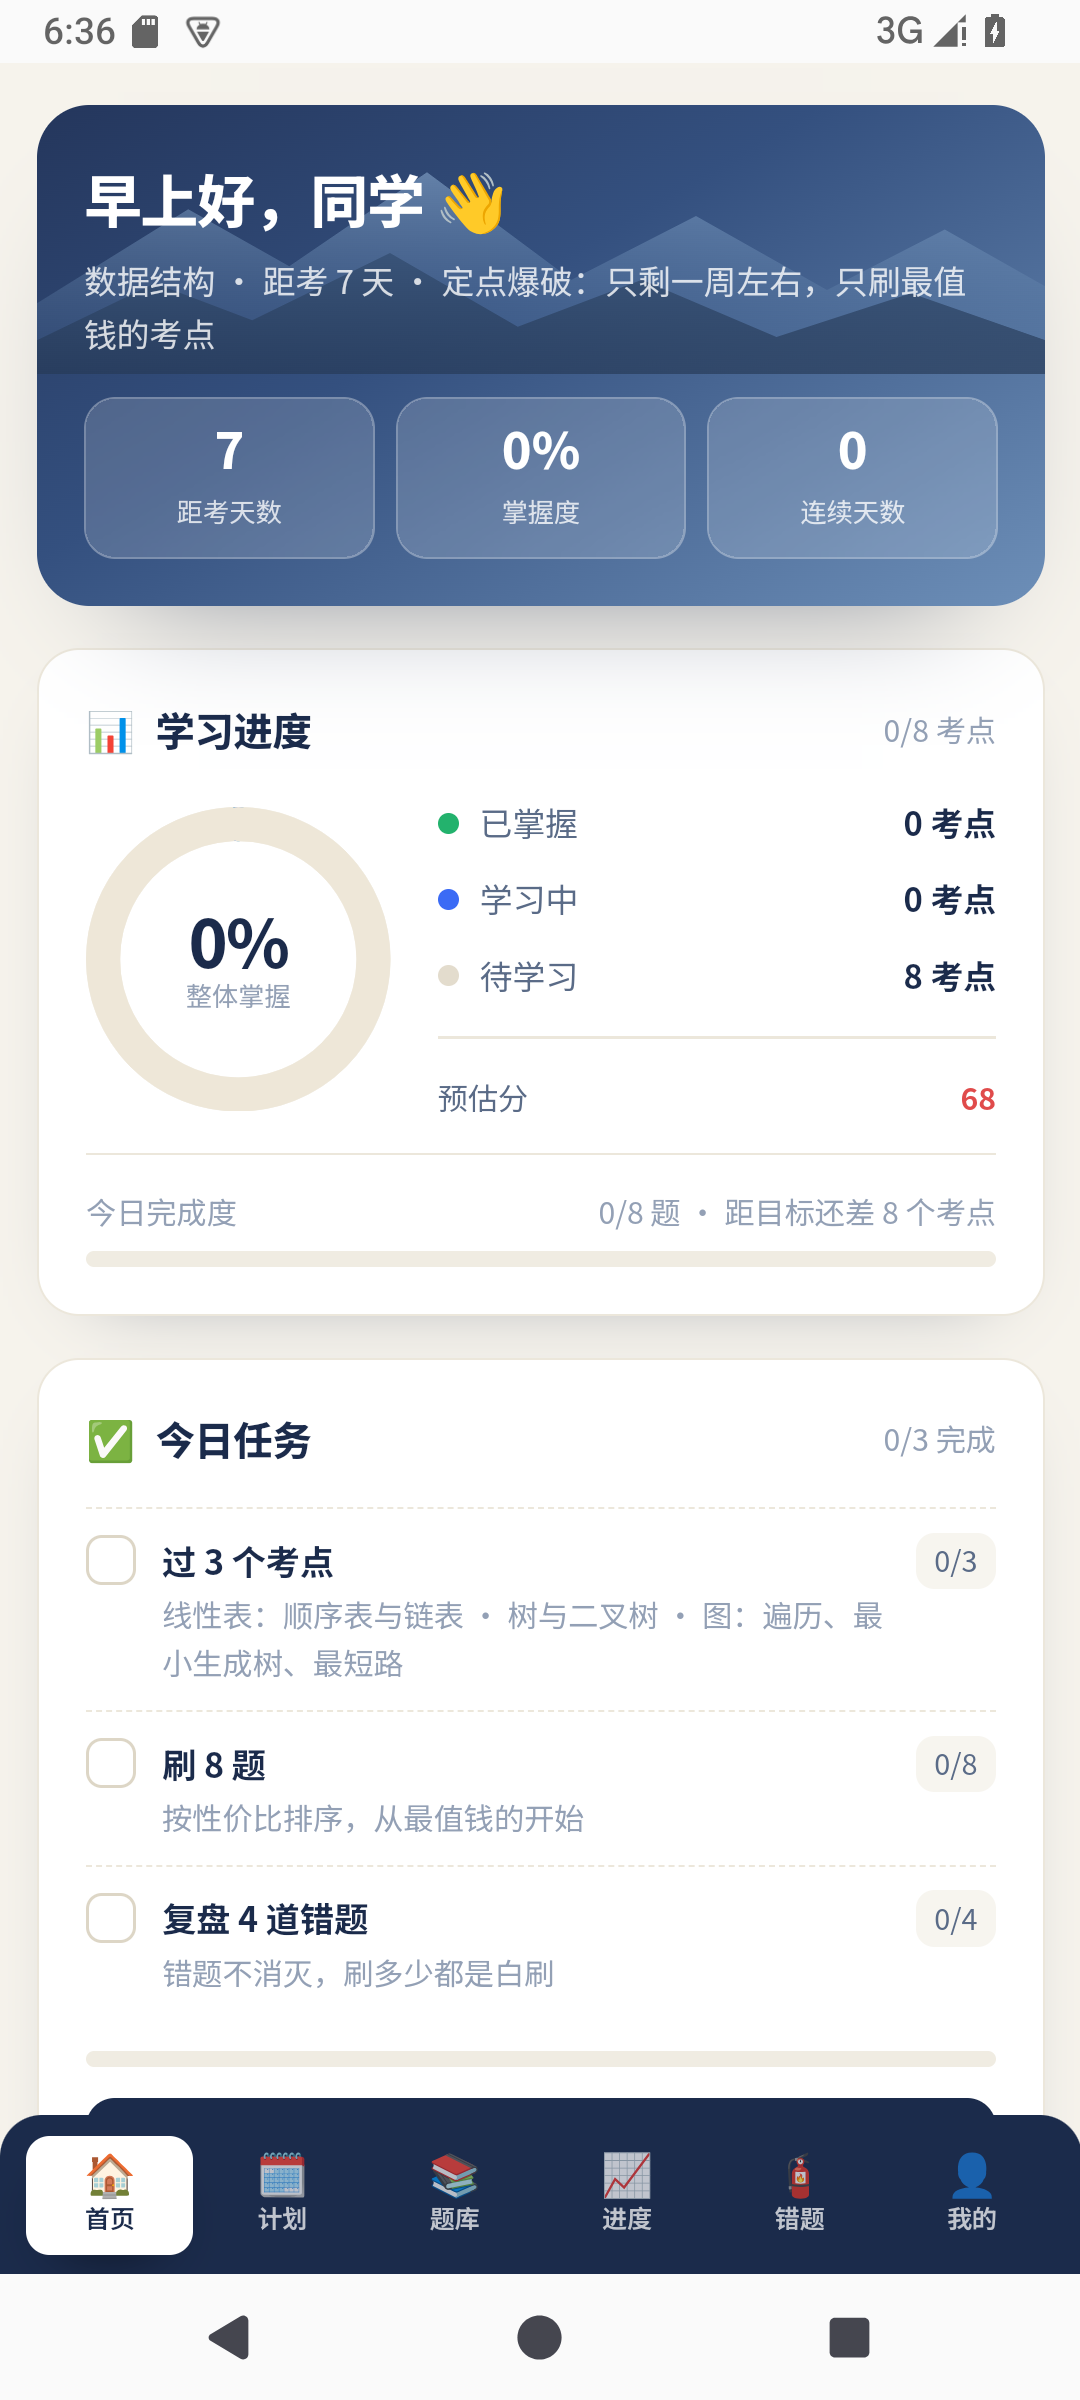 6:36
3G
早上好，同学 👋
数据结构 · 距考 7 天 · 定点爆破：只剩一周左右，只刷最值
钱的考点
7
距考天数
0%
掌握度
0
连续天数
📊 学习进度
0/8 考点
0%
整体掌握
已掌握
0 考点
学习中
0 考点
待学习
8 考点
预估分
68
今日完成度
0/8 题 · 距目标还差 8 个考点
✅ 今日任务
0/3 完成
过 3 个考点
0/3
线性表：顺序表与链表 · 树与二叉树 · 图：遍历、最
小生成树、最短路
刷 8 题
0/8
按性价比排序，从最值钱的开始
复盘 4 道错题
0/4
错题不消灭，刷多少都是白刷
首页
计划
题库
进度
错题
我的